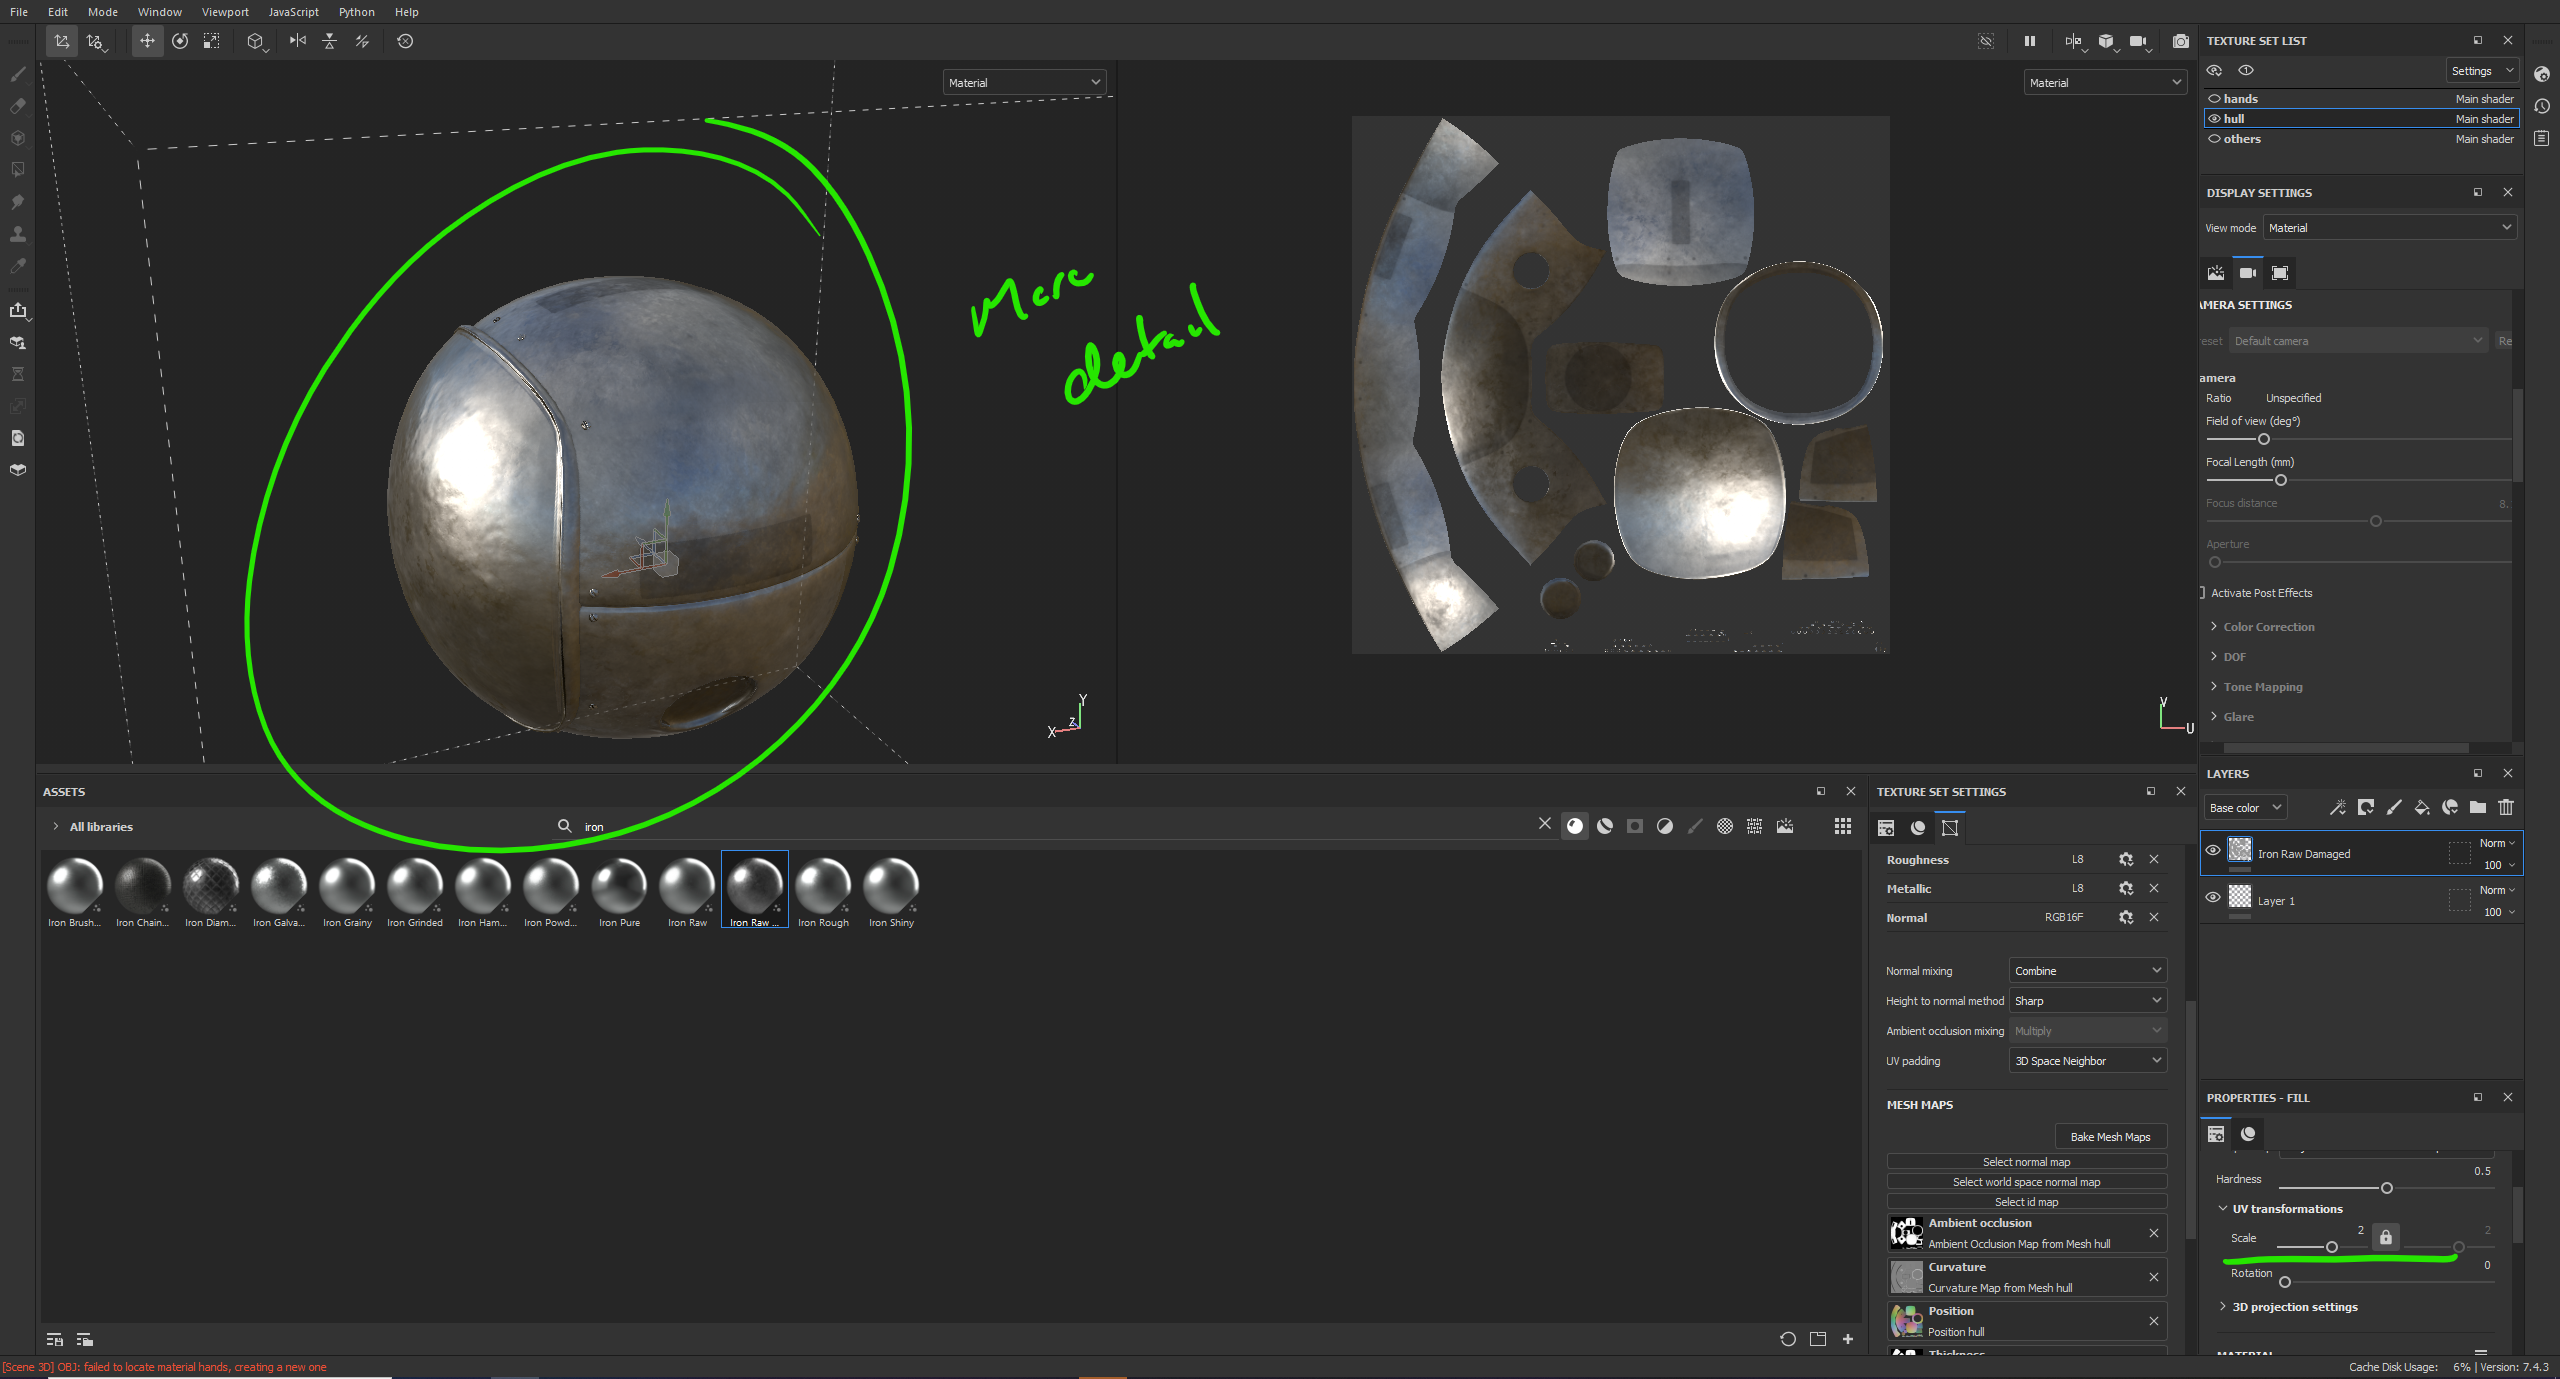 File Edit Mode Window Viewport JavaScript Python Help
Material
Material
More
detail
Y
Z
X
V
U
TEXTURE SET LIST
1
Settings
hands Main shader
hull Main shader
others Main shader
DISPLAY SETTINGS
View mode Material
AMERA SETTINGS
eset Default camera Re
amera
Ratio Unspecified
Field of view (deg°)
Focal Length (mm)
Focus distance 8.
Aperture
Activate Post Effects
Color Correction
DOF
Tone Mapping
Glare
ASSETS
All libraries
iron
Iron Brush... Iron Chain... Iron Diam... Iron Galva... Iron Grainy Iron Grinded Iron Ham... Iron Powd... Iron Pure Iron Raw Iron Raw ... Iron Rough Iron Shiny
TEXTURE SET SETTINGS
Roughness L8
Metallic L8
Normal RGB16F
Normal mixing Combine
Height to normal method Sharp
Ambient occlusion mixing Multiply
UV padding 3D Space Neighbor
MESH MAPS
Bake Mesh Maps
Select normal map
Select world space normal map
Select id map
Ambient occlusion
Ambient Occlusion Map from Mesh hull
Curvature
Curvature Map from Mesh hull
Position
Position hull
Thickness
LAYERS
Base color
Iron Raw Damaged Norm 100
Layer 1 Norm 100
PROPERTIES - FILL
Hardness 0.5
UV transformations
Scale 2 2
Rotation 0
3D projection settings
MATERIAL
[Scene 3D] OBJ: failed to locate material hands, creating a new one
Cache Disk Usage: 6% | Version: 7.4.3